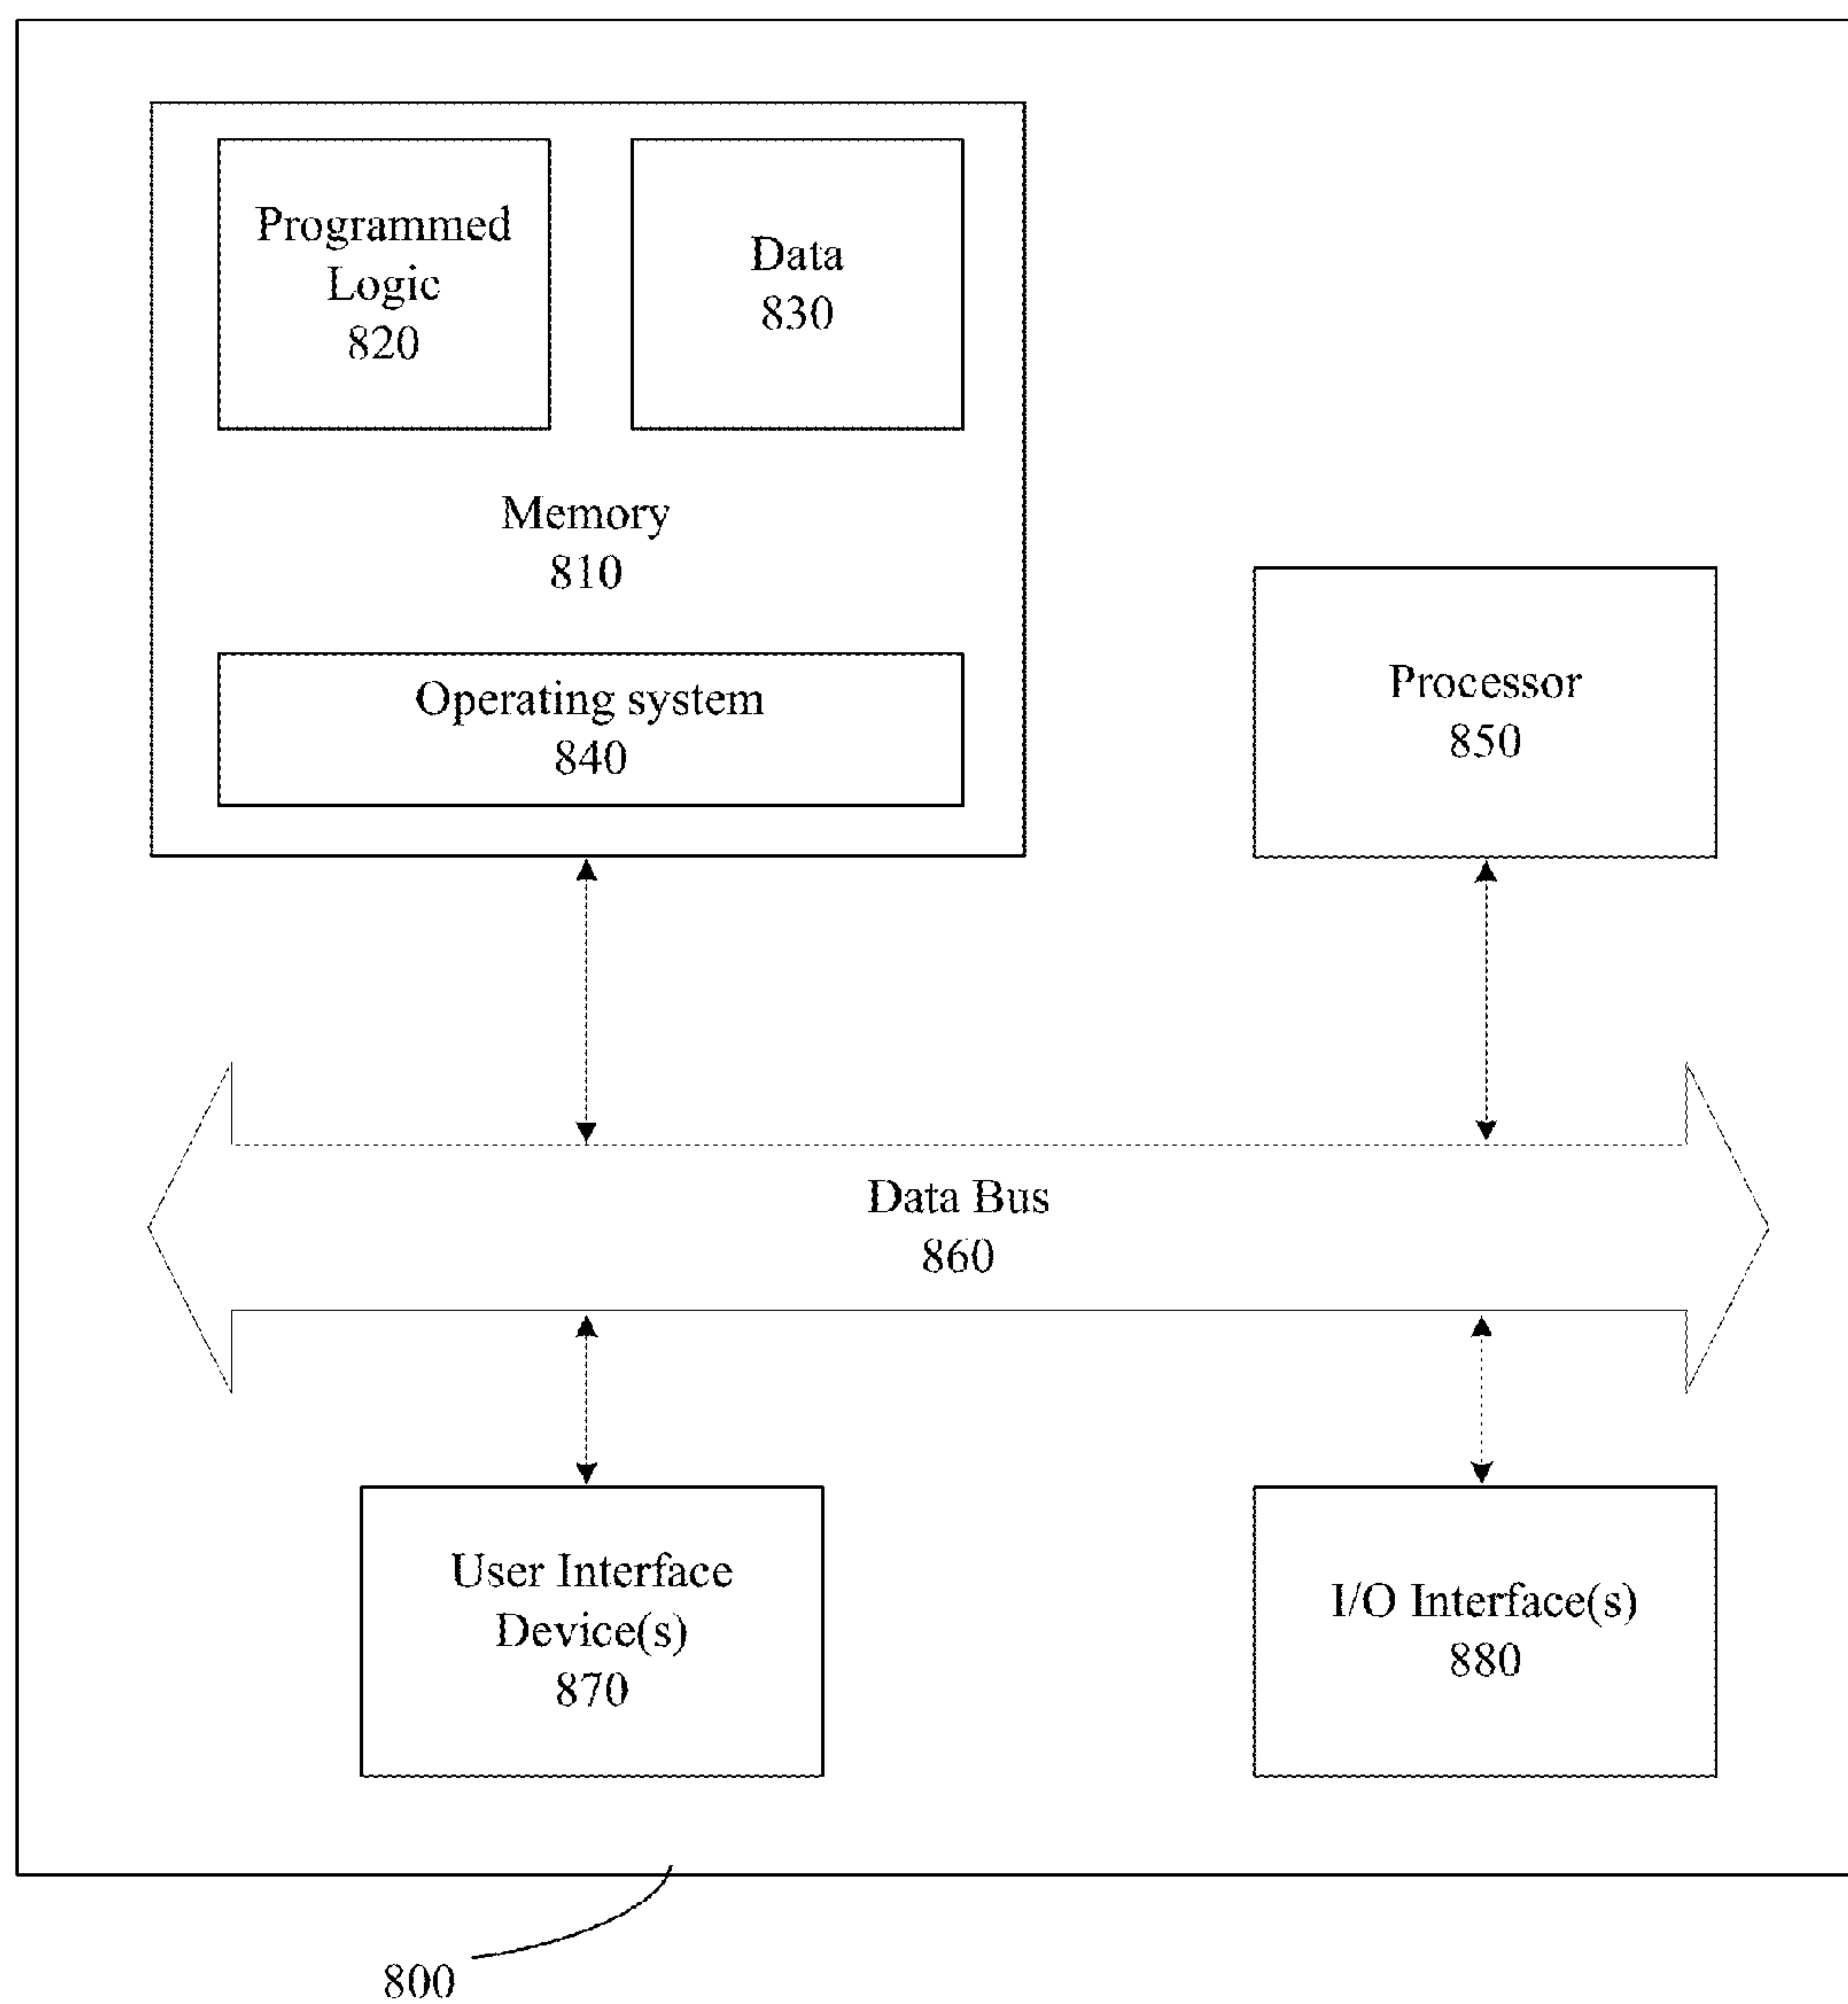 Programmed
Logic
820
Data
830
Memory
810
Operating system
840
Processor
850
Data Bus
860
User Interface
Device(s)
870
I/O Interface(s)
880
800